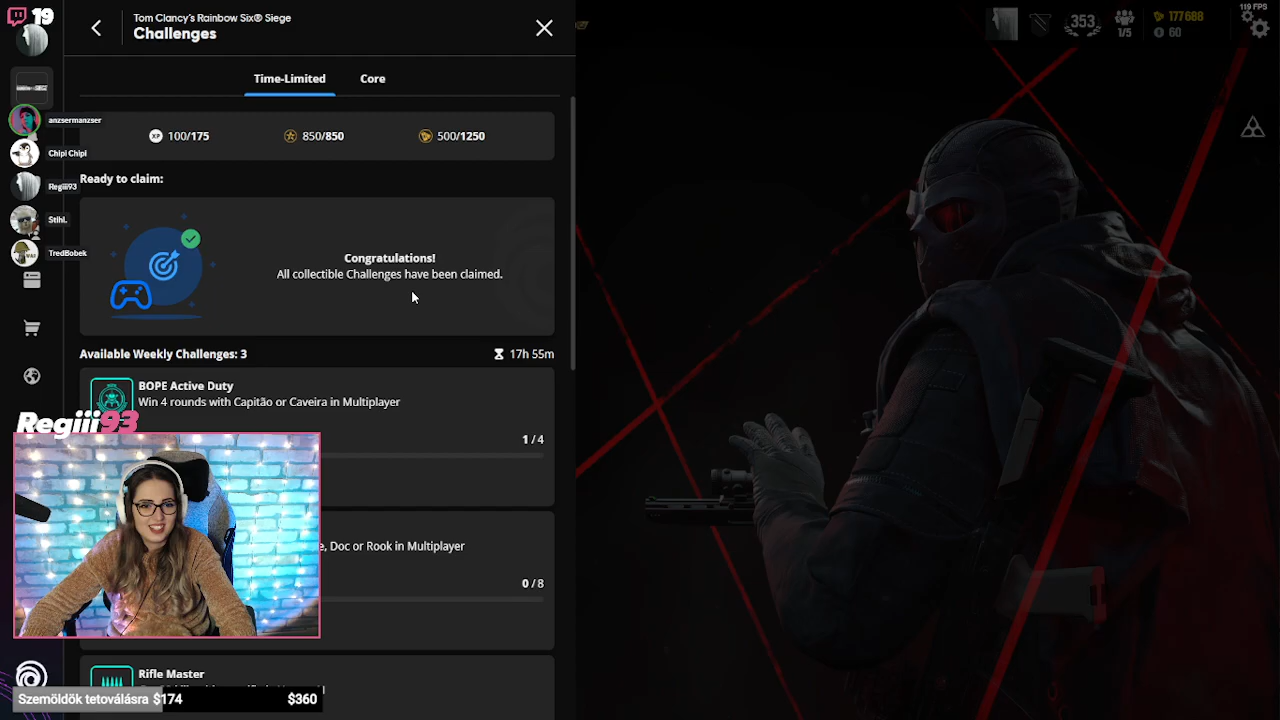 19
Tom Clancy's Rainbow Six® Siege
Challenges
Time-Limited
Core
100/175
850/850
500/1250
Ready to claim:
Congratulations!
All collectible Challenges have been claimed.
Available Weekly Challenges: 3
17h 55m
BOPE Active Duty
Win 4 rounds with Capitão or Caveira in Multiplayer
1 / 4
, Doc or Rook in Multiplayer
0 / 8
Rifle Master
anzsermanzser
Chipi Chipi
Regiii93
Stihl.
TredBobek
Regiii93
Szemöldök tetoválásra $174
$360
353
1/5
177 688
60
119 FPS